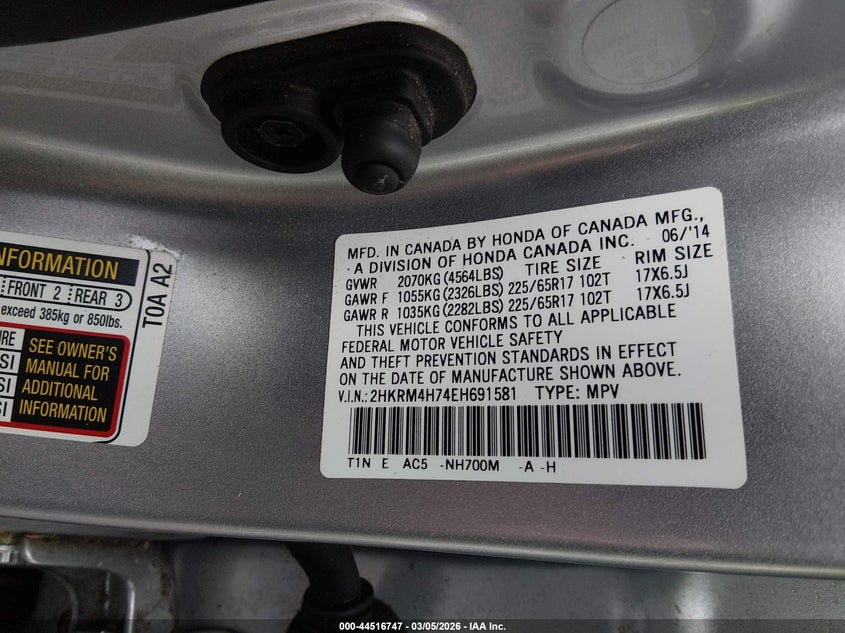 NFORMATION
FRONT 2 REAR 3
exceed 385kg or 850lbs.
SEE OWNER'S
MANUAL FOR
ADDITIONAL
INFORMATION
T0A A2
MFD. IN CANADA BY HONDA OF CANADA MFG.,
A DIVISION OF HONDA CANADA INC. 06/'14
GVWR 2070KG (4564LBS) TIRE SIZE RIM SIZE
GAWR F 1055KG (2326LBS) 225/65R17 102T 17X6.5J
GAWR R 1035KG (2282LBS) 225/65R17 102T 17X6.5J
THIS VEHICLE CONFORMS TO ALL APPLICABLE
FEDERAL MOTOR VEHICLE SAFETY
AND THEFT PREVENTION STANDARDS IN EFFECT
ON THE DATE OF MANUFACTURE SHOWN ABOVE.
V.I.N.: 2HKRM4H74EH691581 TYPE: MPV
T1N E AC5 -NH700M -A -H
000-44516747 - 03/05/2026 - IAA Inc.